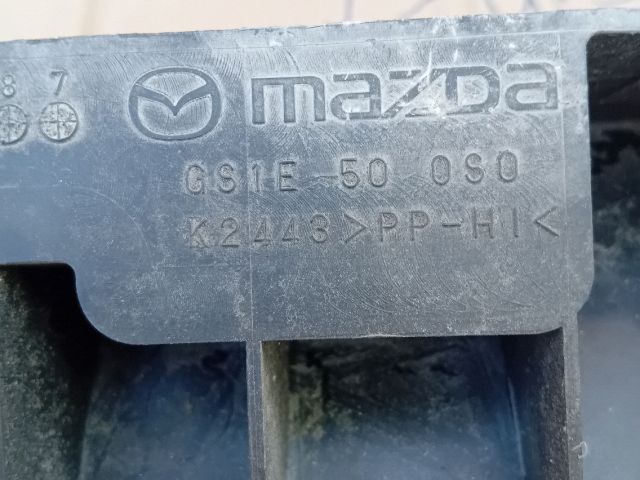 8 7
mazda
GS1E-50 0S0
K2443 >PP-HI<